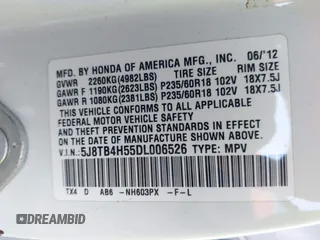 MFD. BY HONDA OF AMERICA MFG., INC. 06/'12
GVWR 2260KG(4982LBS) TIRE SIZE RIM SIZE
GAWR F 1190KG(2623LBS) P235/60R18 102V 18X7.5J
GAWR R 1080KG(2381LBS) P235/60R18 102V 18X7.5J
THIS VEHICLE CONFORMS TO ALL APPLICABLE
FEDERAL MOTOR VEHICLE SAFETY AND
THEFT PREVENTION STANDARDS IN EFFECT
ON THE DATE OF MANUFACTURE SHOWN ABOVE.
V.I.N.: 5J8TB4H55DL006526 TYPE: MPV
TX4 D AB6 -NH603PX -F-L
DEALERSHIP DIRECT